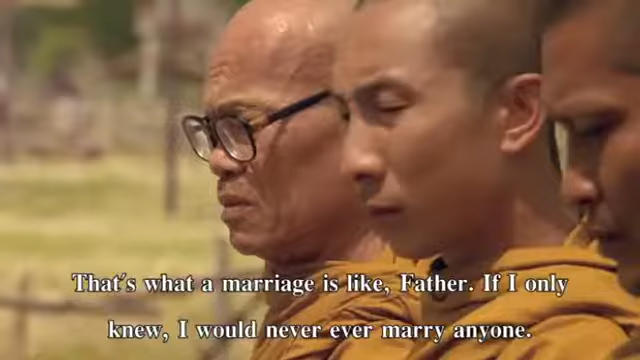 That's what a marriage is like, Father. If I only
knew, I would never ever marry anyone.